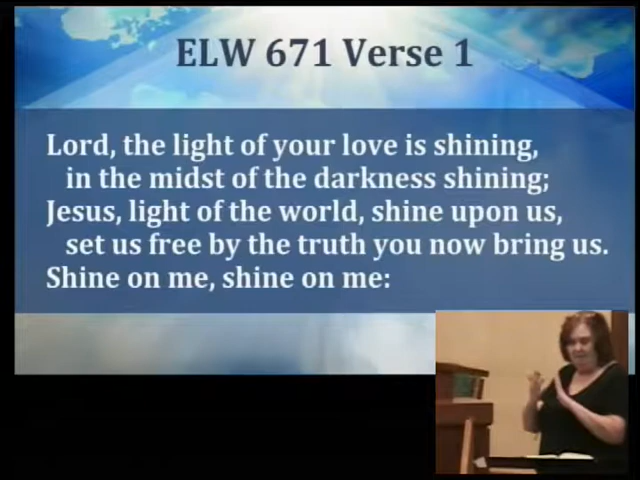 ELW 671 Verse 1
Lord, the light of your love is shining,
in the midst of the darkness shining;
Jesus, light of the world, shine upon us,
set us free by the truth you now bring us.
Shine on me, shine on me: